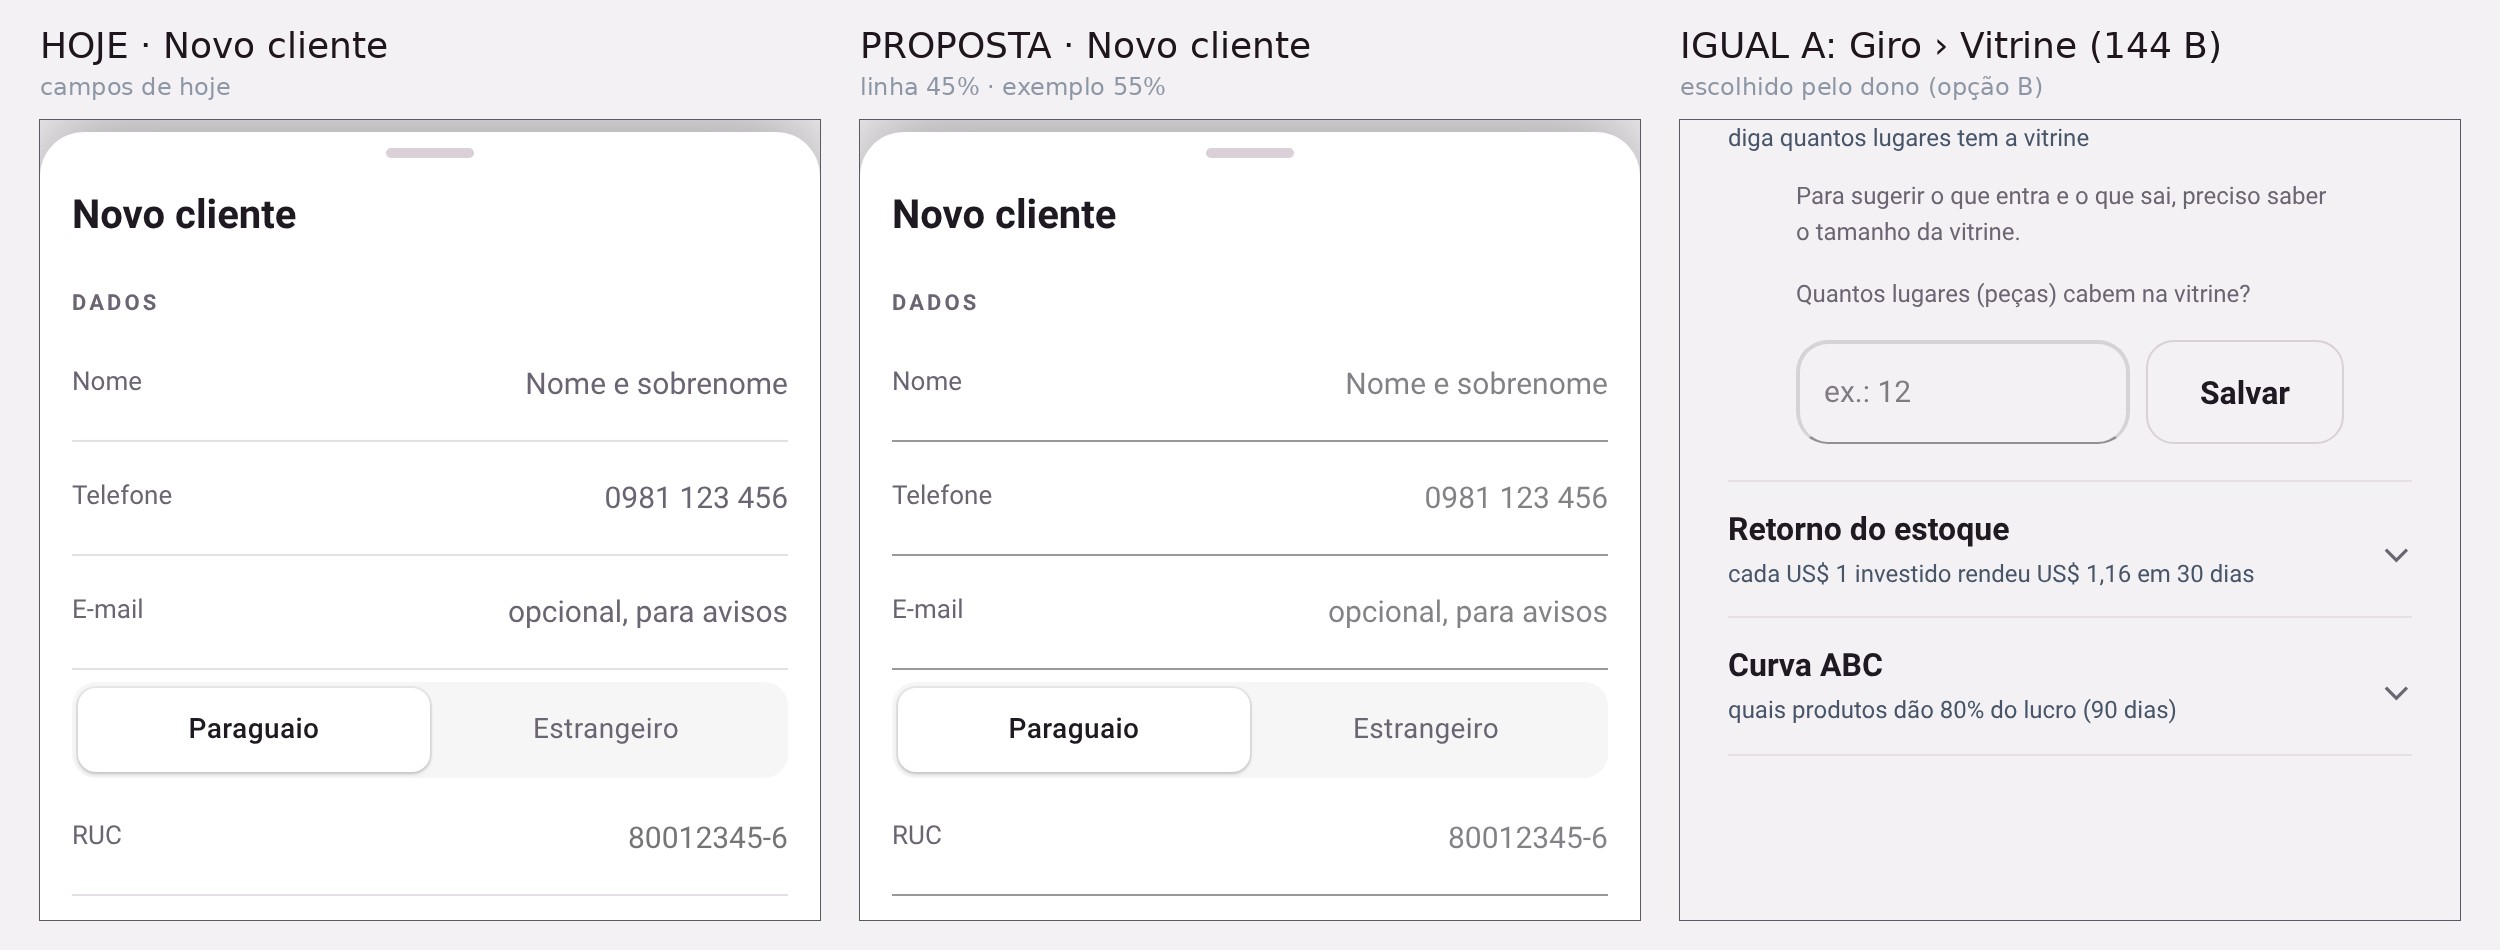 HOJE · Novo cliente
campos de hoje
Novo cliente
DADOS
Nome
Nome e sobrenome
Telefone
0981 123 456
E-mail
opcional, para avisos
Paraguaio
Estrangeiro
RUC
80012345-6
PROPOSTA · Novo cliente
linha 45% · exemplo 55%
Novo cliente
DADOS
Nome
Nome e sobrenome
Telefone
0981 123 456
E-mail
opcional, para avisos
Paraguaio
Estrangeiro
RUC
80012345-6
IGUAL A: Giro › Vitrine (144 B)
escolhido pelo dono (opção B)
diga quantos lugares tem a vitrine
Para sugerir o que entra e o que sai, preciso saber
o tamanho da vitrine.
Quantos lugares (peças) cabem na vitrine?
ex.: 12
Salvar
Retorno do estoque
cada US$ 1 investido rendeu US$ 1,16 em 30 dias
Curva ABC
quais produtos dão 80% do lucro (90 dias)